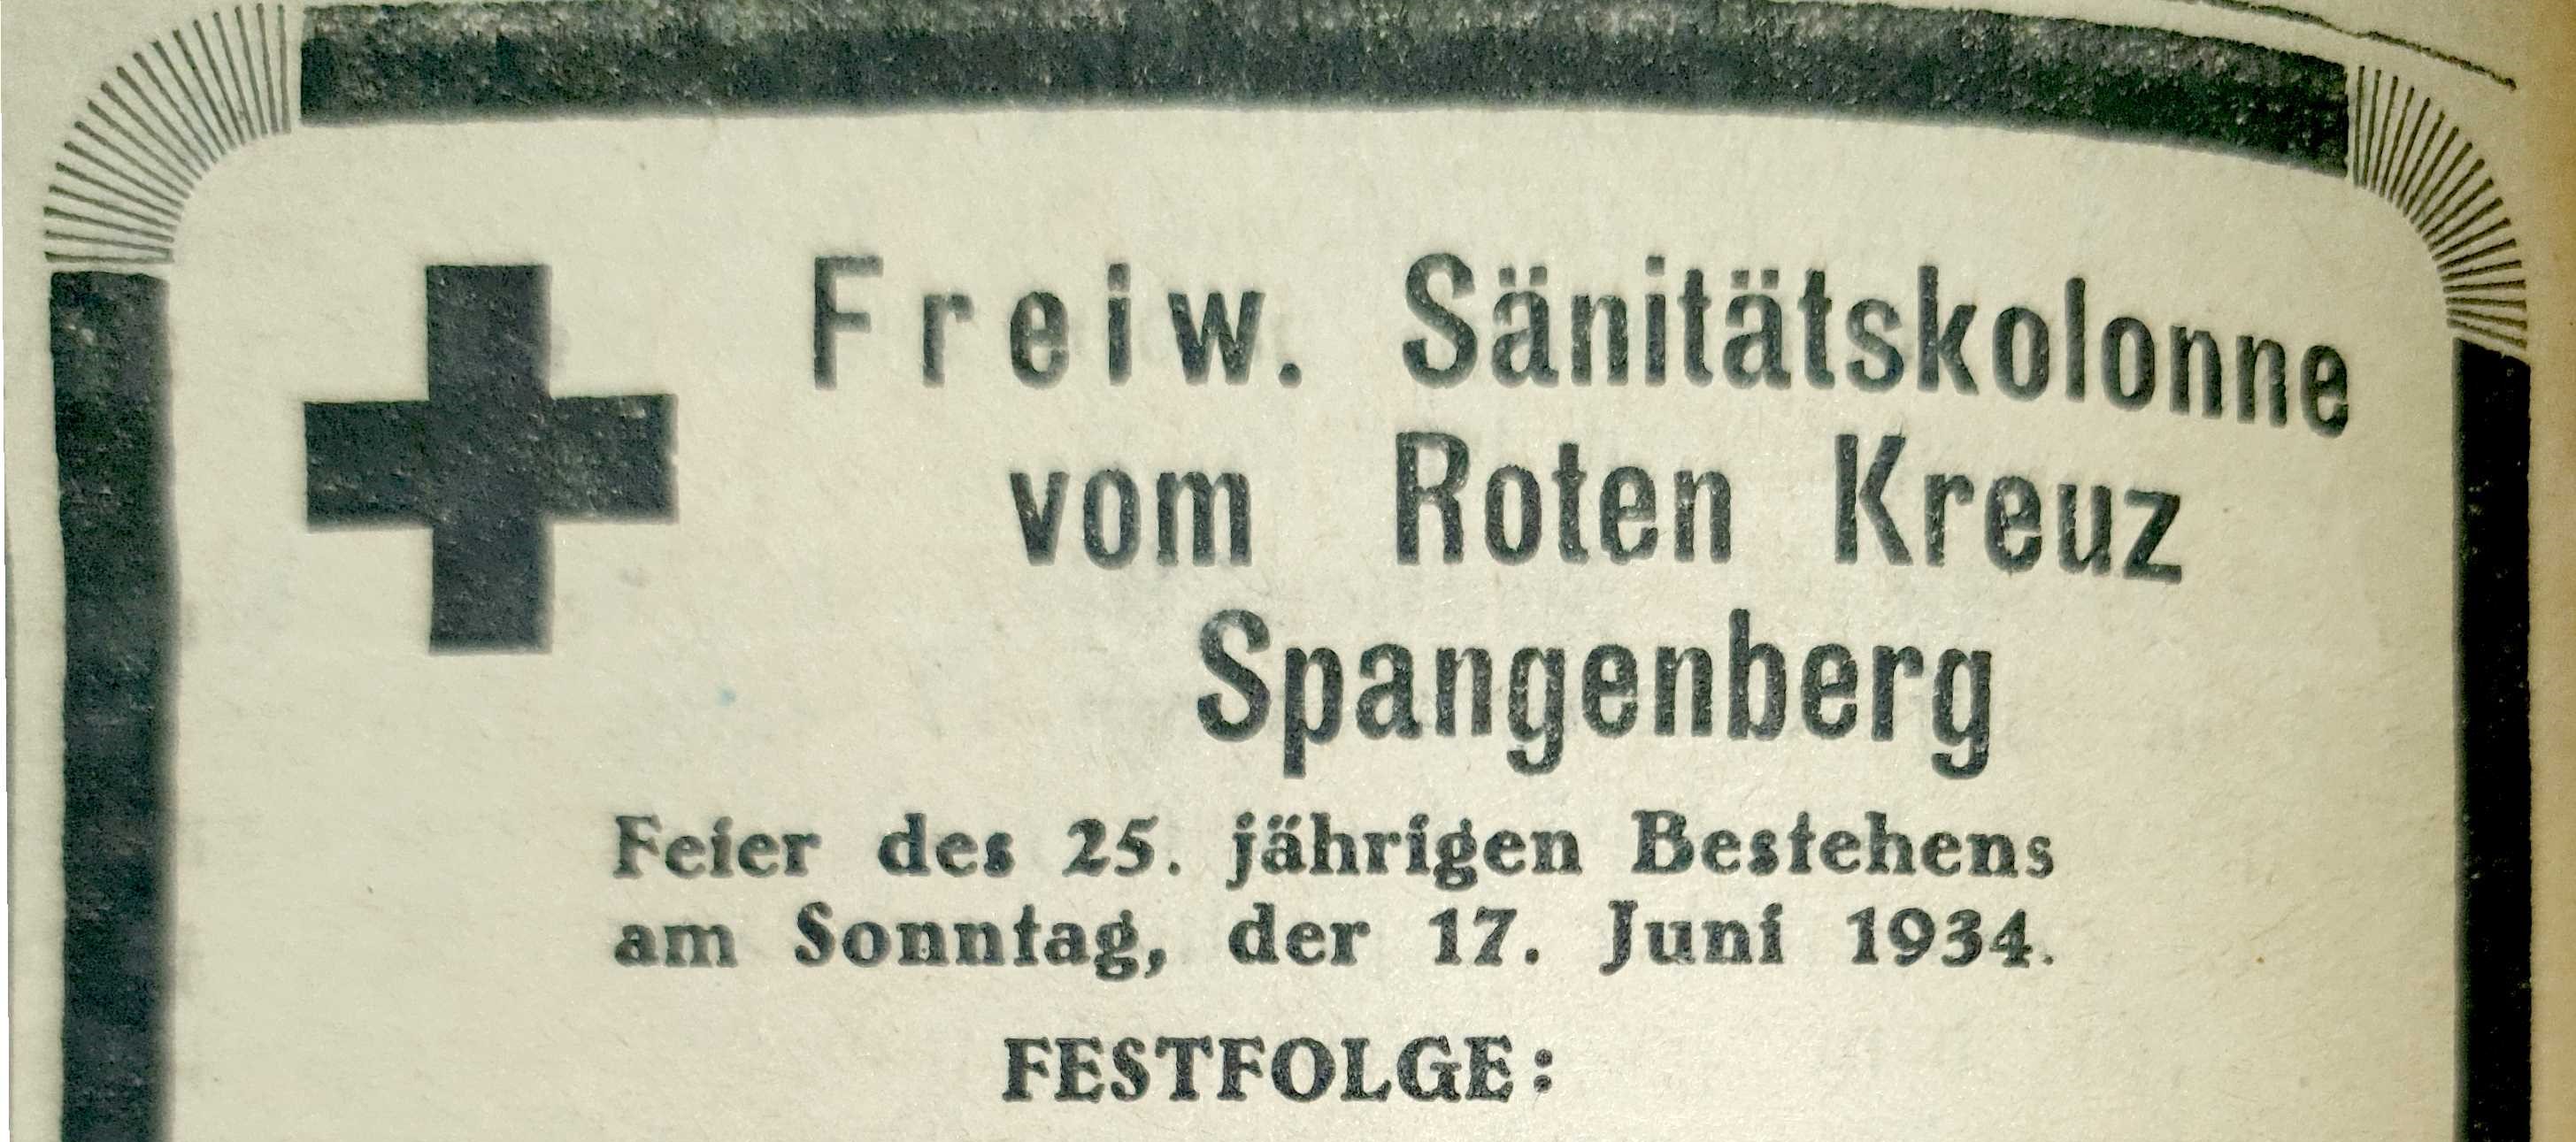 Freiw. Sänitätskolonne
vom Roten Kreuz
Spangenberg
Feier des 25. jährigen Bestehens
am Sonntag, der 17. Juni 1934.
FESTFOLGE: